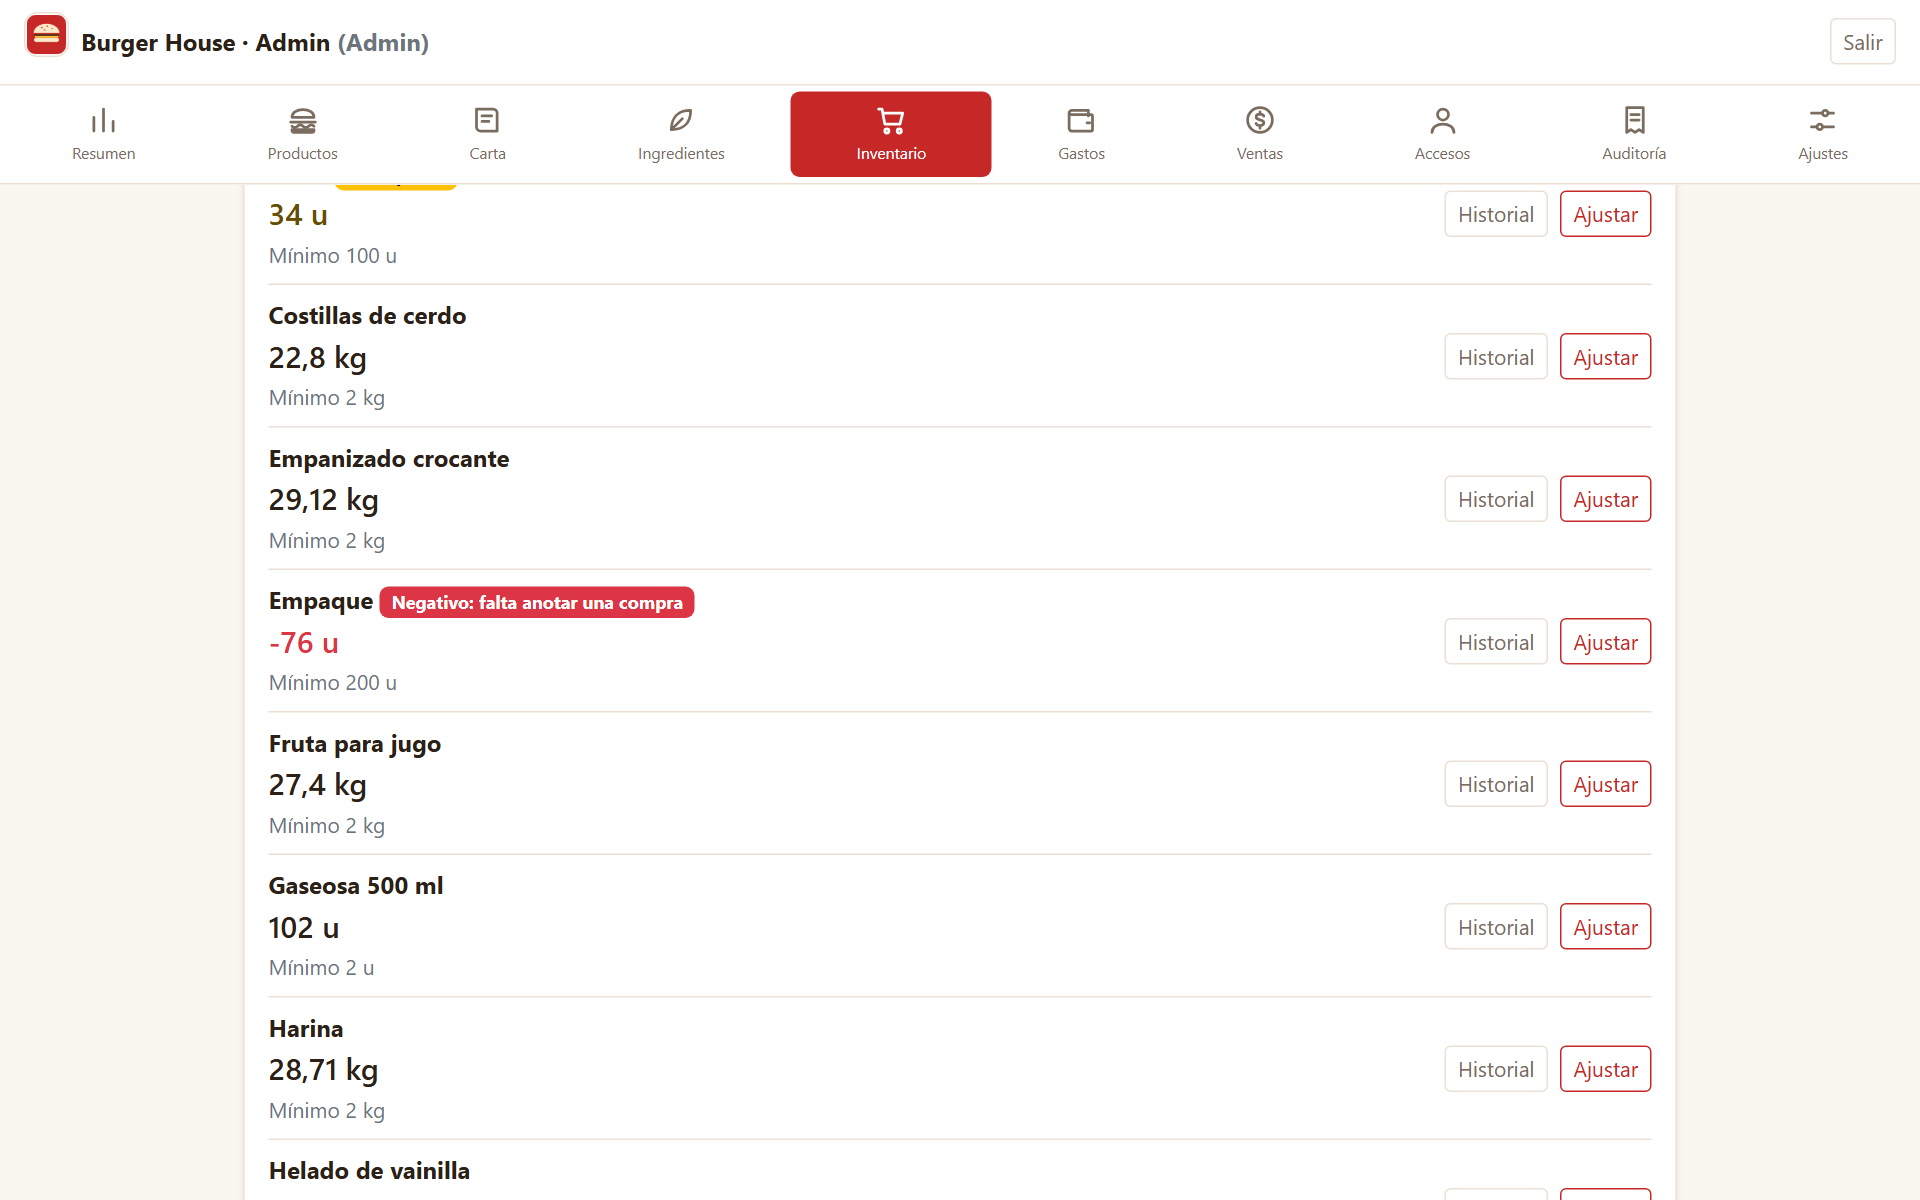 Burger House · Admin (Admin)
Salir
Resumen
Productos
Carta
Ingredientes
Inventario
Gastos
Ventas
Accesos
Auditoría
Ajustes
34 u
Mínimo 100 u
Historial
Ajustar
Costillas de cerdo
22,8 kg
Mínimo 2 kg
Historial
Ajustar
Empanizado crocante
29,12 kg
Mínimo 2 kg
Historial
Ajustar
Empaque Negativo: falta anotar una compra
-76 u
Mínimo 200 u
Historial
Ajustar
Fruta para jugo
27,4 kg
Mínimo 2 kg
Historial
Ajustar
Gaseosa 500 ml
102 u
Mínimo 2 u
Historial
Ajustar
Harina
28,71 kg
Mínimo 2 kg
Historial
Ajustar
Helado de vainilla